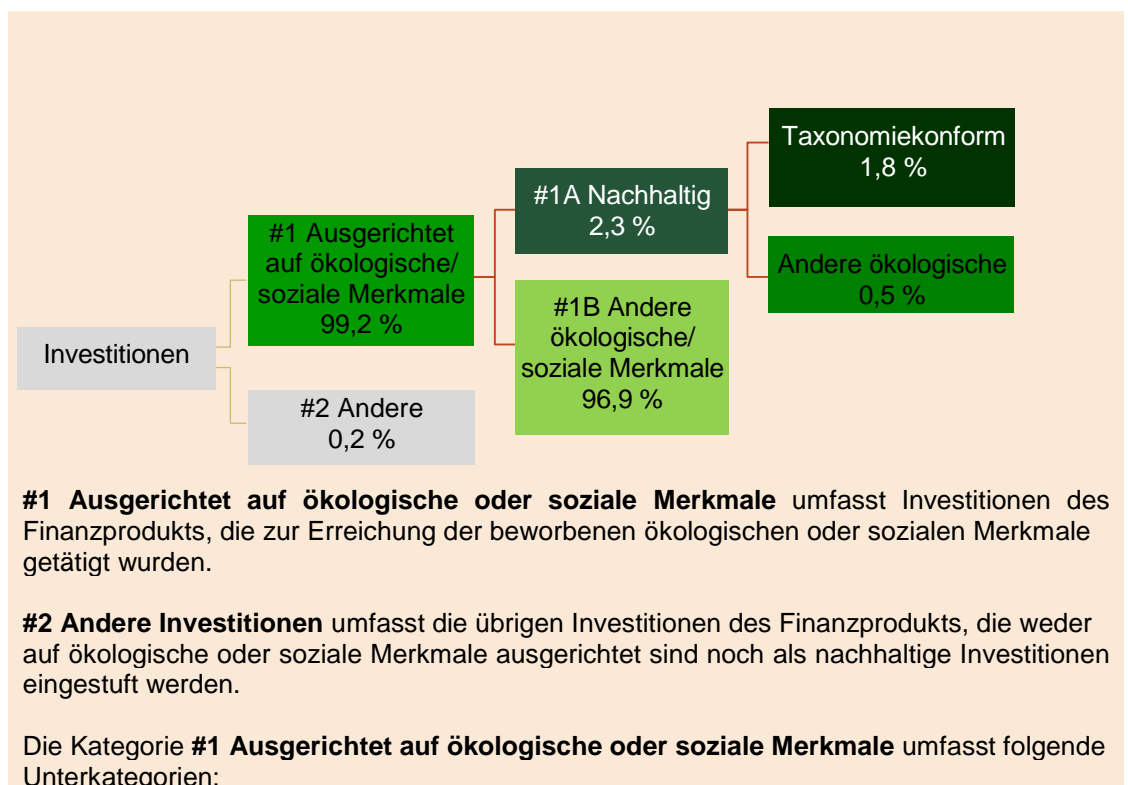 Taxonomiekonform
1,8 %
#1A Nachhaltig
2,3 %
#1 Ausgerichtet
auf ökologische/
soziale Merkmale
99,2 %
Andere ökologische
0,5 %
#1B Andere
ökologische/
soziale Merkmale
96,9 %
Investitionen
#2 Andere
0,2 %
#1 Ausgerichtet auf ökologische oder soziale Merkmale umfasst Investitionen des
Finanzprodukts, die zur Erreichung der beworbenen ökologischen oder sozialen Merkmale
getätigt wurden.
#2 Andere Investitionen umfasst die übrigen Investitionen des Finanzprodukts, die weder
auf ökologische oder soziale Merkmale ausgerichtet sind noch als nachhaltige Investitionen
eingestuft werden.
Die Kategorie #1 Ausgerichtet auf ökologische oder soziale Merkmale umfasst folgende
Unterkategorien: